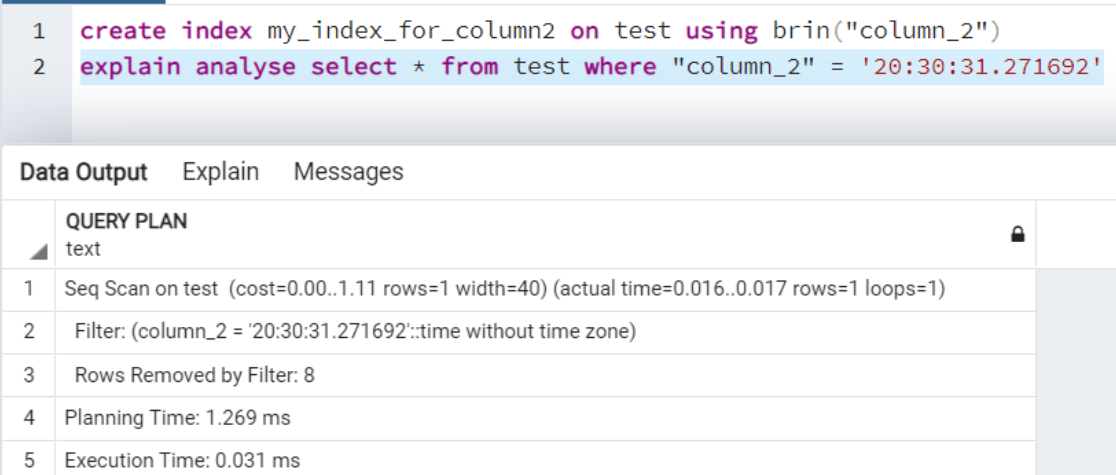 1 create index my_index_for_column2 on test using brin("column_2")
2 explain analyse select * from test where "column_2" = '20:30:31.271692'
Data Output Explain Messages
QUERY PLAN
text
1 Seq Scan on test (cost=0.00..1.11 rows=1 width=40) (actual time=0.016..0.017 rows=1 loops=1)
2 Filter: (column_2 = '20:30:31.271692'::time without time zone)
3 Rows Removed by Filter: 8
4 Planning Time: 1.269 ms
5 Execution Time: 0.031 ms